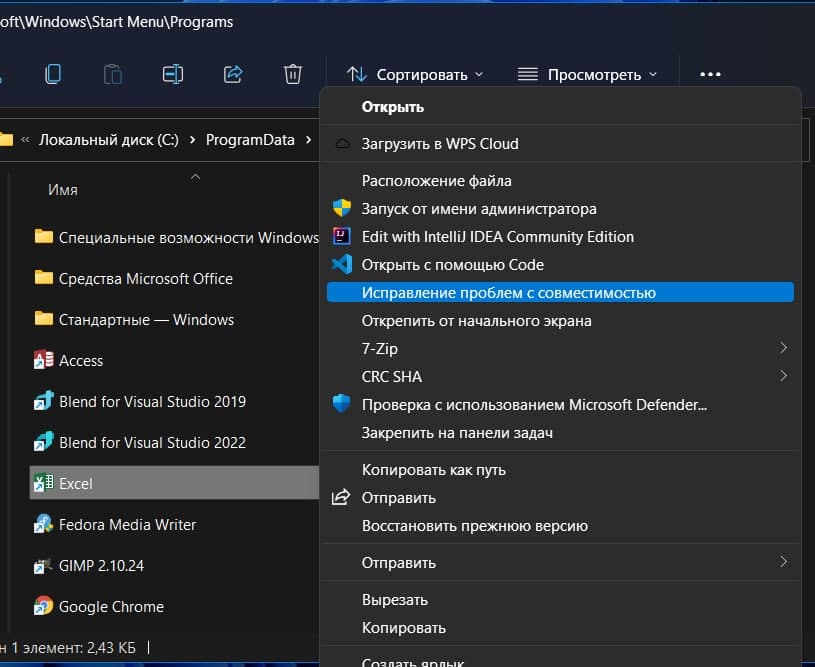 oft\Windows\Start Menu\Programs
Сортировать Просмотреть
Локальный диск (C:) ProgramData
Имя
Специальные возможности Windows
Средства Microsoft Office
Стандартные — Windows
Access
Blend for Visual Studio 2019
Blend for Visual Studio 2022
Excel
Fedora Media Writer
GIMP 2.10.24
Google Chrome
н 1 элемент: 2,43 КБ
Открыть
Загрузить в WPS Cloud
Расположение файла
Запуск от имени администратора
Edit with IntelliJ IDEA Community Edition
Открыть с помощью Code
Исправление проблем с совместимостью
Открепить от начального экрана
7-Zip
CRC SHA
Проверка с использованием Microsoft Defender...
Закрепить на панели задач
Копировать как путь
Отправить
Восстановить прежнюю версию
Отправить
Вырезать
Копировать
Создать ярлык